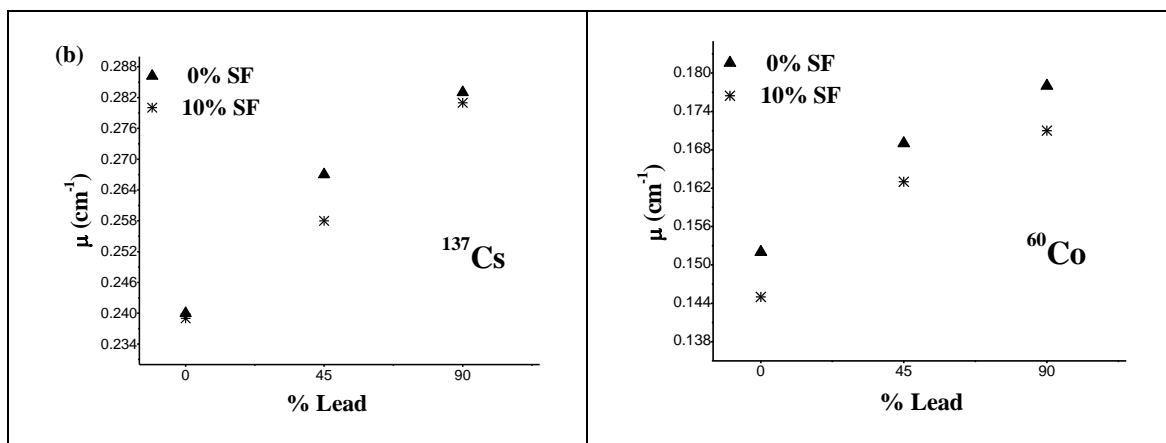 (b)
0.288
0.282
0.276
0.270
0.264
0.258
0.252
0.246
0.240
0.234
μ (cm⁻¹)
0% SF
10% SF
¹³⁷Cs
0 45 90
% Lead
0.180
0.174
0.168
0.162
0.156
0.150
0.144
0.138
μ (cm⁻¹)
0% SF
10% SF
⁶⁰Co
0 45 90
% Lead